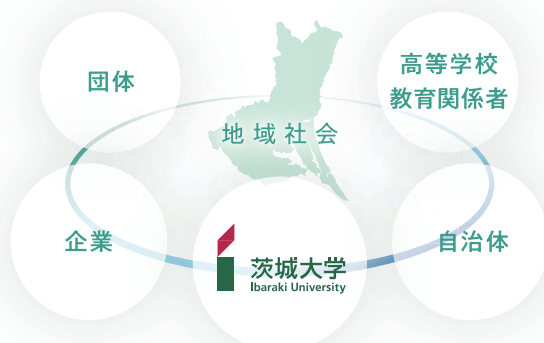 団体
高等学校
教育関係者
地域社会
企業
茨城大学
Ibaraki University
自治体